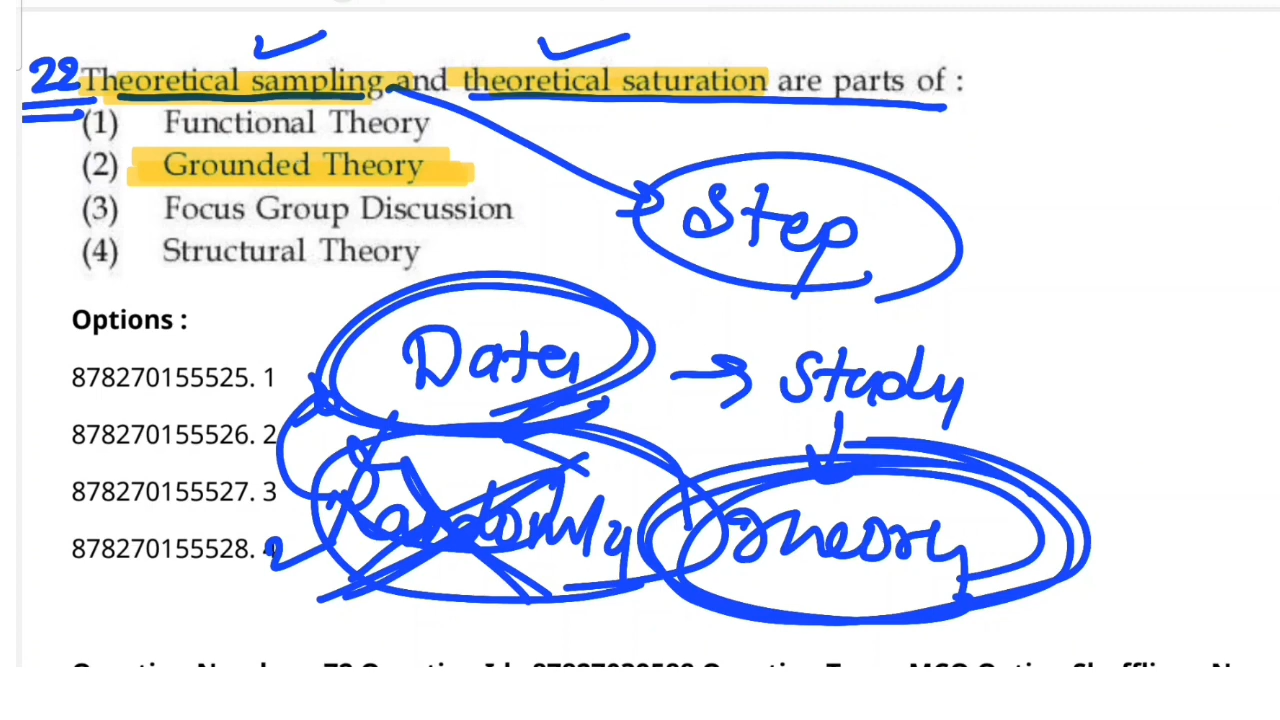 22 Theoretical sampling and theoretical saturation are parts of :
(1) Functional Theory
(2) Grounded Theory
(3) Focus Group Discussion
(4) Structural Theory
Step
Options :
878270155525. 1
878270155526. 2
878270155527. 3
878270155528.
Data
→ Study
Randomly
Theory